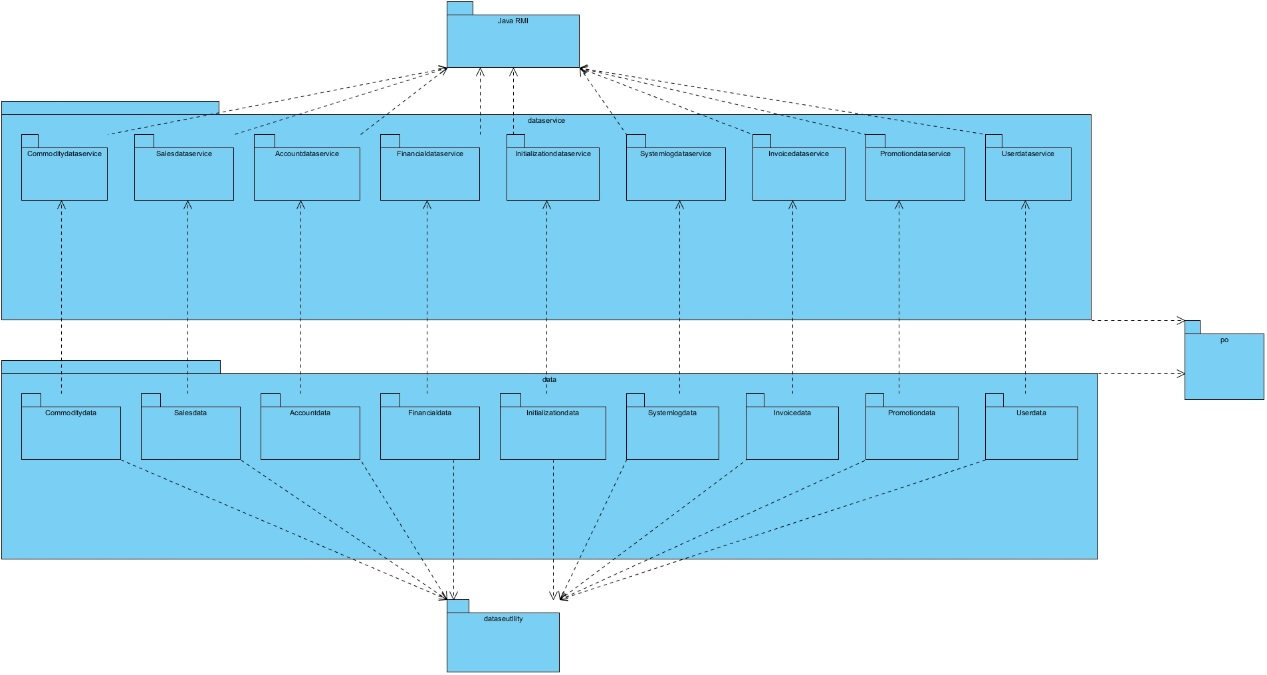 Java RMI
dataservice
Commoditydataservice
Salesdataservice
Accountdataservice
Financialdataservice
Initializationdataservice
Systemlogdataservice
Invoicedataservice
Promotiondataservice
Userdataservice
po
data
Commoditydata
Salesdata
Accountdata
Financialdata
Initializationdata
Systemlogdata
Invoicedata
Promotiondata
Userdata
dataseutility